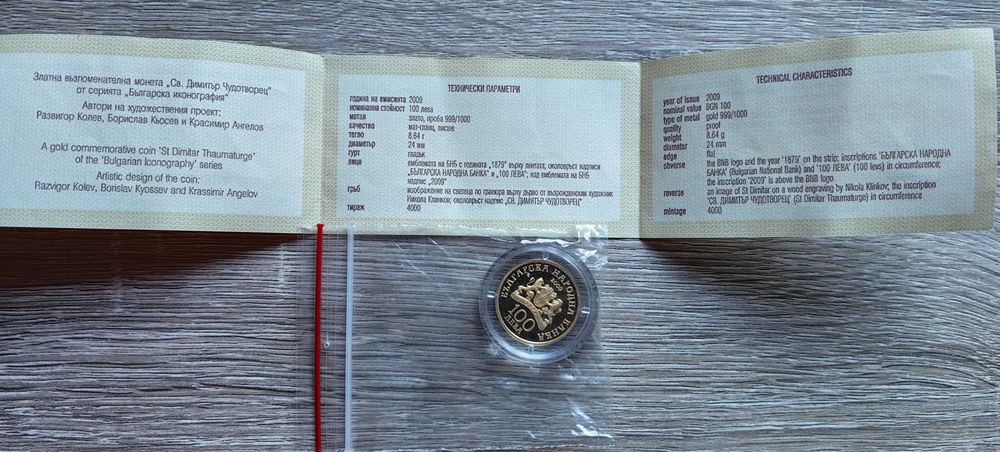 Златна възпоменателна монета „Св. Димитър Чудотворец"
от серията „Българска иконография"
Автори на художествения проект:
Развигор Колев, Борислав Кьосев и Красимир Ангелов
A gold commemorative coin 'St Dimitar Thaumaturge'
of the 'Bulgarian Iconography' series
Artistic design of the coin:
Razvigor Kolev, Borislav Kyossev and Krassimir Angelov
ТЕХНИЧЕСКИ ПАРАМЕТРИ
година на емисията 2009
номинална стойност 100 лева
метал злато, проба 999/1000
качество мат-гланц, висше
тегло 8.64 г
диаметър 24 мм
гурт гладък
лице емблемата на БНБ с годината „1879" върху лентата; околовръст надписи
„БЪЛГАРСКА НАРОДНА БАНКА" и „100 ЛЕВА"; над емблемата на БНБ
надпис „2009"
гръб изображение на светеца по гравюра върху дърво от възрожденския художник
Никола Клинков; околовръст надпис „СВ. ДИМИТЪР ЧУДОТВОРЕЦ"
тираж 4000
TECHNICAL CHARACTERISTICS
year of issue 2009
nominal value BGN 100
type of metal gold 999/1000
quality proof
weight 8.64 g
diameter 24 mm
edge flat
obverse the BNB logo and the year '1879' on the strip; inscriptions 'БЪЛГАРСКА НАРОДНА
БАНКА' (Bulgarian National Bank) and '100 ЛЕВА' (100 levs) in circumference;
the inscription '2009' is above the BNB logo
reverse an image of St Dimitar on a wood engraving by Nikola Klinkov; the inscription
'СВ. ДИМИТЪР ЧУДОТВОРЕЦ' (St Dimitar Thaumaturge) in circumference
mintage 4000
БЪЛГАРСКА НАРОДНА БАНКА
2009
100
ЛЕВА